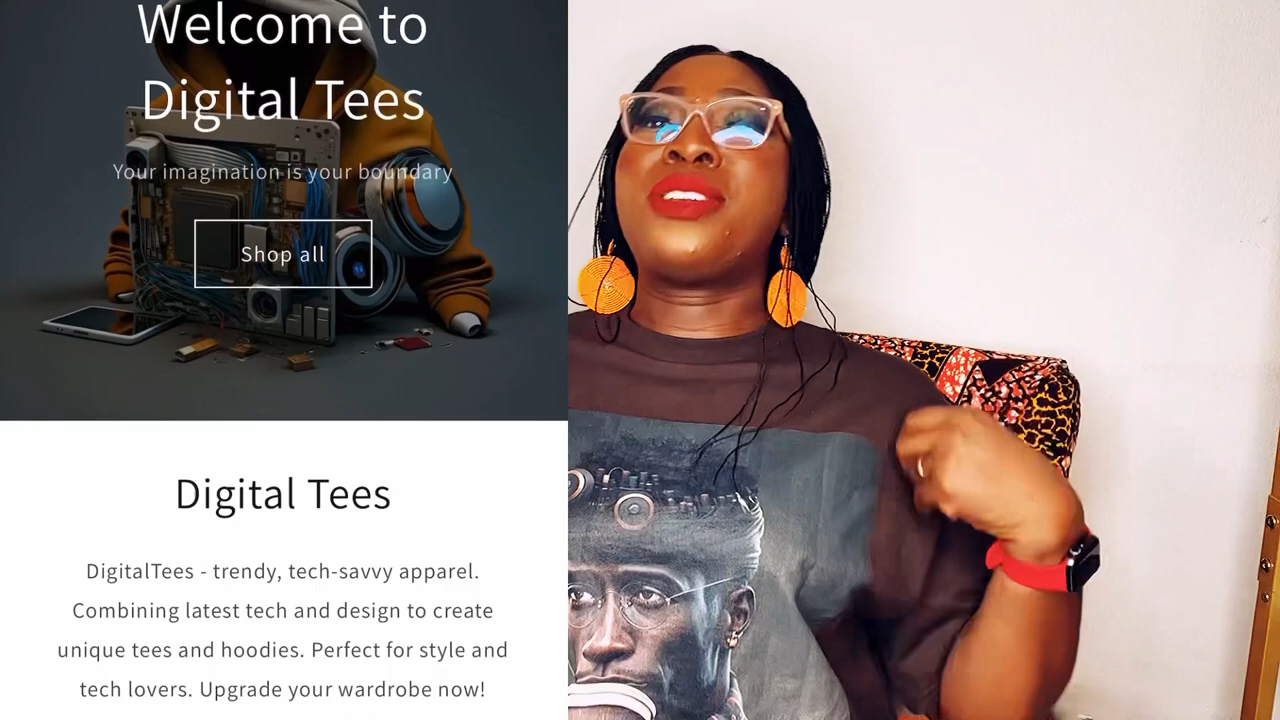 Welcome to
Digital Tees
Your imagination is your boundary
Shop all
Digital Tees
DigitalTees - trendy, tech-savvy apparel.
Combining latest tech and design to create
unique tees and hoodies. Perfect for style and
tech lovers. Upgrade your wardrobe now!